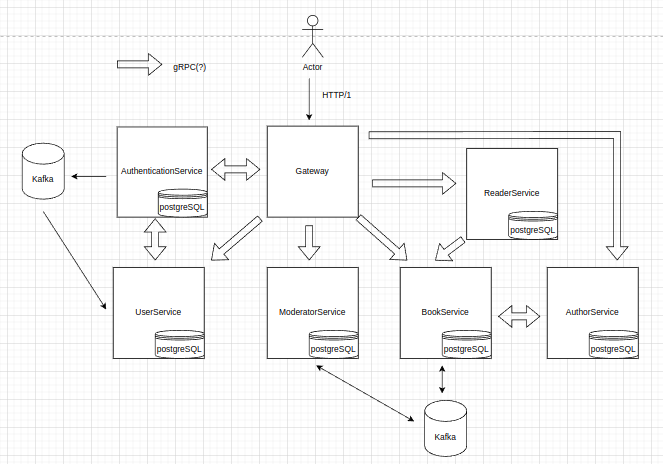 gRPC(?)
Actor
HTTP/1
Kafka
AuthenticationService
postgreSQL
Gateway
ReaderService
postgreSQL
UserService
postgreSQL
ModeratorService
postgreSQL
BookService
postgreSQL
AuthorService
postgreSQL
Kafka